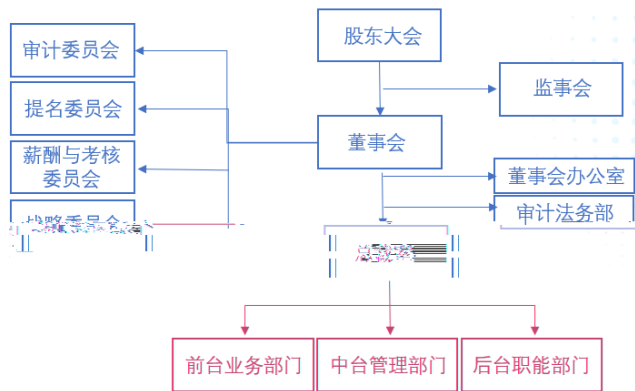 股东大会
审计委员会
监事会
提名委员会
董事会
薪酬与考核
委员会
董事会办公室
审计法务部
前台业务部门
中台管理部门
后台职能部门